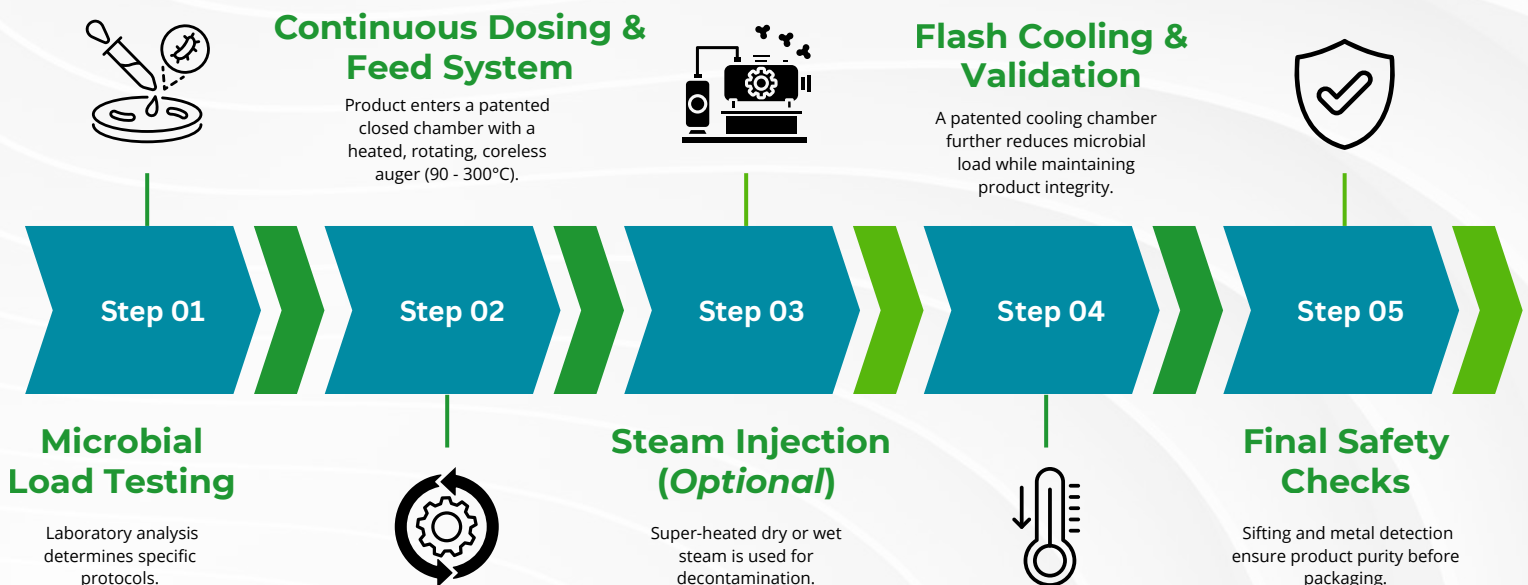 Continuous Dosing &
Feed System
Product enters a patented
closed chamber with a
heated, rotating, coreless
auger (90 - 300°C).
Flash Cooling &
Validation
A patented cooling chamber
further reduces microbial
load while maintaining
product integrity.
Step 01
Step 02
Step 03
Step 04
Step 05
Microbial
Load Testing
Laboratory analysis
determines specific
protocols.
Steam Injection
(Optional)
Super-heated dry or wet
steam is used for
decontamination.
Final Safety
Checks
Sifting and metal detection
ensure product purity before
packaging.